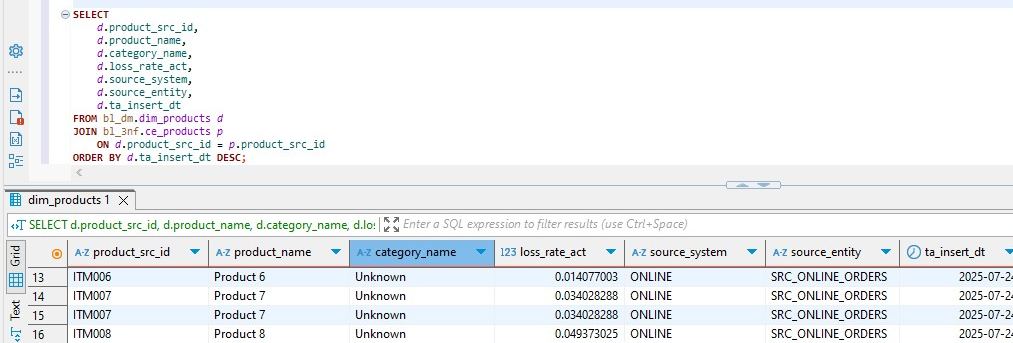 SELECT
d.product_src_id,
d.product_name,
d.category_name,
d.loss_rate_act,
d.source_system,
d.source_entity,
d.ta_insert_dt
FROM bl_dm.dim_products d
JOIN bl_3nf.ce_products p
ON d.product_src_id = p.product_src_id
ORDER BY d.ta_insert_dt DESC;
dim_products 1
SELECT d.product_src_id, d.product_name, d.category_name, d.los Enter a SQL expression to filter results (use Ctrl+Space)
Grid
Text
A-Z product_src_id A-Z product_name A-Z category_name 123 loss_rate_act A-Z source_system A-Z source_entity ta_insert_dt
13 ITM006 Product 6 Unknown 0.014077003 ONLINE SRC_ONLINE_ORDERS 2025-07-24
14 ITM007 Product 7 Unknown 0.034028288 ONLINE SRC_ONLINE_ORDERS 2025-07-24
15 ITM007 Product 7 Unknown 0.034028288 ONLINE SRC_ONLINE_ORDERS 2025-07-24
16 ITM008 Product 8 Unknown 0.049373025 ONLINE SRC_ONLINE_ORDERS 2025-07-24